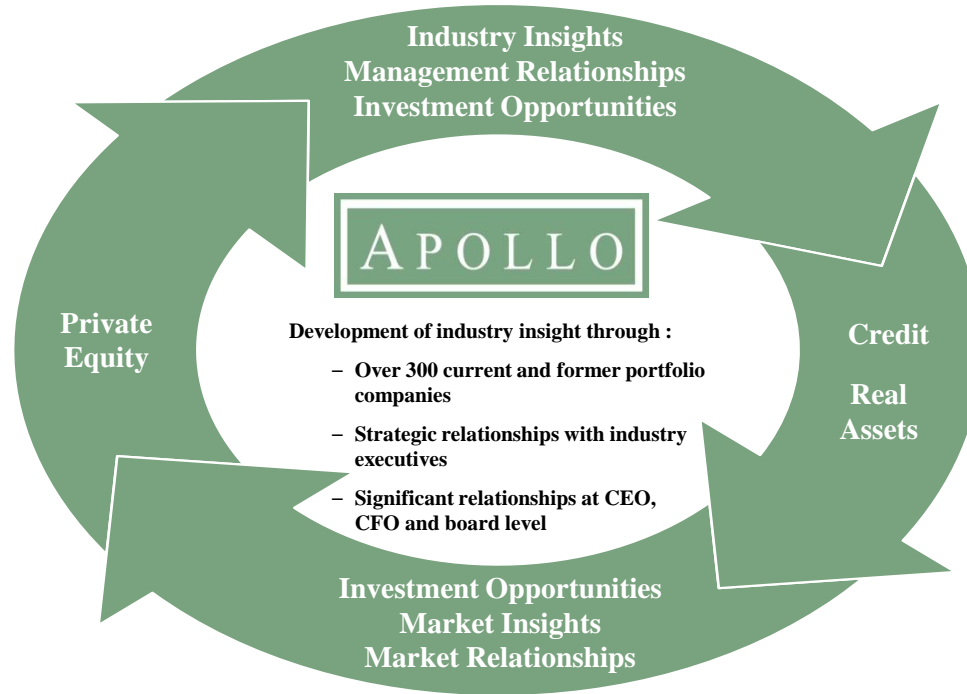 Industry Insights
Management Relationships
Investment Opportunities
APOLLO
Development of industry insight through :
– Over 300 current and former portfolio
companies
– Strategic relationships with industry
executives
– Significant relationships at CEO,
CFO and board level
Private
Equity
Credit
Real
Assets
Investment Opportunities
Market Insights
Market Relationships